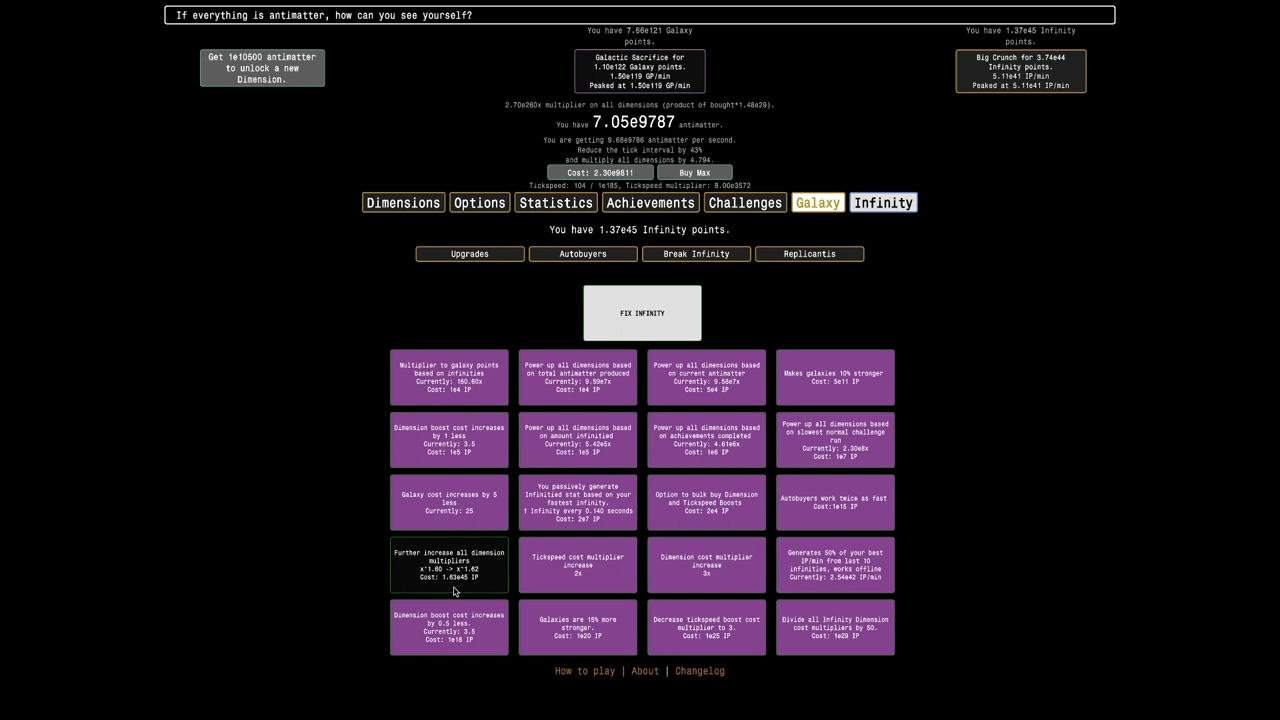 If everything is antimatter, how can you see yourself?
You have 7.66e121 Galaxy
points.
You have 1.37e45 Infinity
points.
Get 1e10500 antimatter
to unlock a new
Dimension.
Galactic Sacrifice for
1.10e122 Galaxy points.
1.50e119 GP/min
Peaked at 1.50e119 GP/min
Big Crunch for 3.74e44
Infinity points.
5.11e41 IP/min
Peaked at 5.11e41 IP/min
2.70e260x multiplier on all dimensions (product of bought*1.48e29).
You have 7.05e9787 antimatter.
You are getting 9.68e9786 antimatter per second.
Reduce the tick interval by 43%
and multiply all dimensions by 4.794.
Cost: 2.30e9811
Buy Max
Tickspeed: 104 / 1e185, Tickspeed multiplier: 8.00e3572
Dimensions
Options
Statistics
Achievements
Challenges
Galaxy
Infinity
You have 1.37e45 Infinity points.
Upgrades
Autobuyers
Break Infinity
Replicantis
FIX INFINITY
Multiplier to galaxy points
based on infinities
Currently: 160.60x
Cost: 1e4 IP
Power up all dimensions based
on total antimatter produced
Currently: 9.59e7x
Cost: 1e4 IP
Power up all dimensions based
on current antimatter
Currently: 9.58e7x
Cost: 5e4 IP
Makes galaxies 10% stronger
Cost: 5e11 IP
Dimension boost cost increases
by 1 less
Currently: 3.5
Cost: 1e5 IP
Power up all dimensions based
on amount infinitied
Currently: 5.42e5x
Cost: 1e5 IP
Power up all dimensions based
on achievements completed
Currently: 4.61e6x
Cost: 1e6 IP
Power up all dimensions based
on slowest normal challenge
run
Currently: 2.30e8x
Cost: 1e7 IP
Galaxy cost increases by 5
less
Currently: 25
You passively generate
Infinitied stat based on your
fastest infinity.
1 Infinity every 0.140 seconds
Cost: 2e7 IP
Option to bulk buy Dimension
and Tickspeed Boosts
Cost: 2e4 IP
Autobuyers work twice as fast
Cost:1e15 IP
Further increase all dimension
multipliers
x^1.60 -> x^1.62
Cost: 1.63e45 IP
Tickspeed cost multiplier
increase
2x
Dimension cost multiplier
increase
3x
Generates 50% of your best
IP/min from last 10
infinities, works offline
Currently: 2.54e42 IP/min
Dimension boost cost increases
by 0.5 less.
Currently: 3.5
Cost: 1e18 IP
Galaxies are 15% more
stronger.
Cost: 1e20 IP
Decrease tickspeed boost cost
multiplier to 3.
Cost: 1e25 IP
Divide all Infinity Dimension
cost multipliers by 50.
Cost: 1e29 IP
How to play | About | Changelog